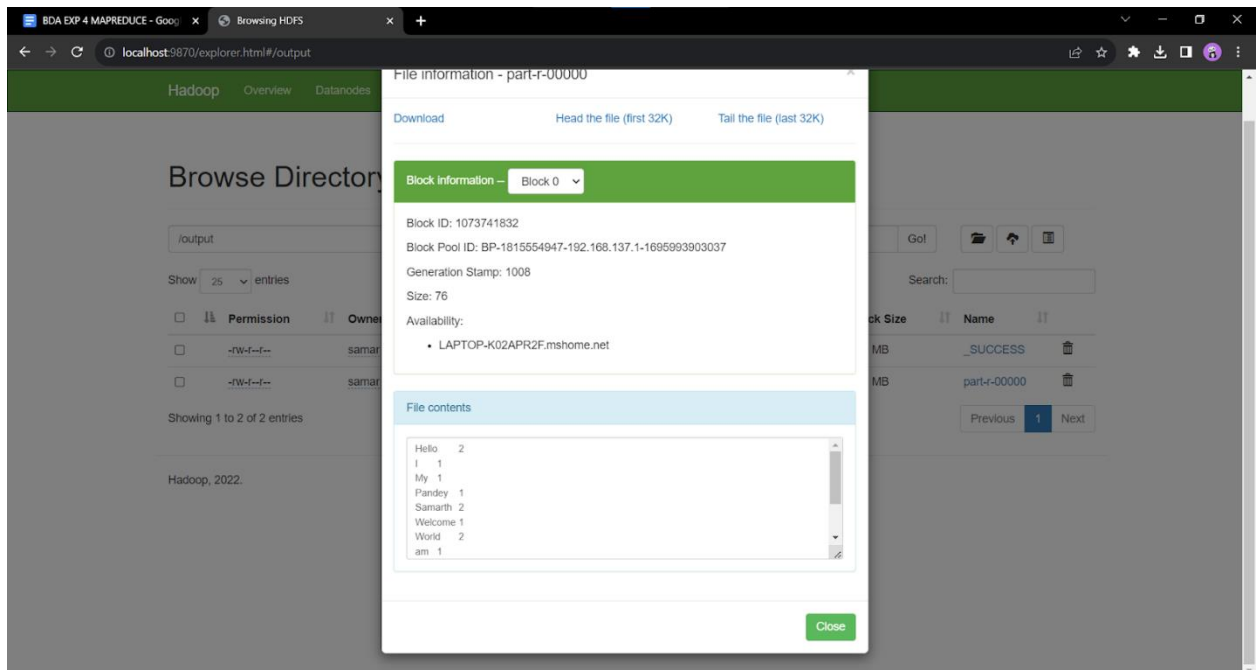 BDA EXP 4 MAPREDUCE - Goog
Browsing HDFS
localhost:9870/explorer.html#/output
Hadoop Overview Datanodes
File information - part-r-00000
Download Head the file (first 32K) Tail the file (last 32K)
Browse Directory
Block information -- Block 0
Block ID: 1073741832
Block Pool ID: BP-1815554947-192.168.137.1-1695993903037
Generation Stamp: 1008
Size: 76
Availability:
LAPTOP-K02APR2F.mshome.net
/output Go!
Show 25 entries Search:
Permission Owner ck Size Name
-rw-r--r-- samar MB _SUCCESS
-rw-r--r-- samar MB part-r-00000
Showing 1 to 2 of 2 entries Previous 1 Next
File contents
Hello 2
I 1
My 1
Pandey 1
Samarth 2
Welcome 1
World 2
am 1
Hadoop, 2022.
Close